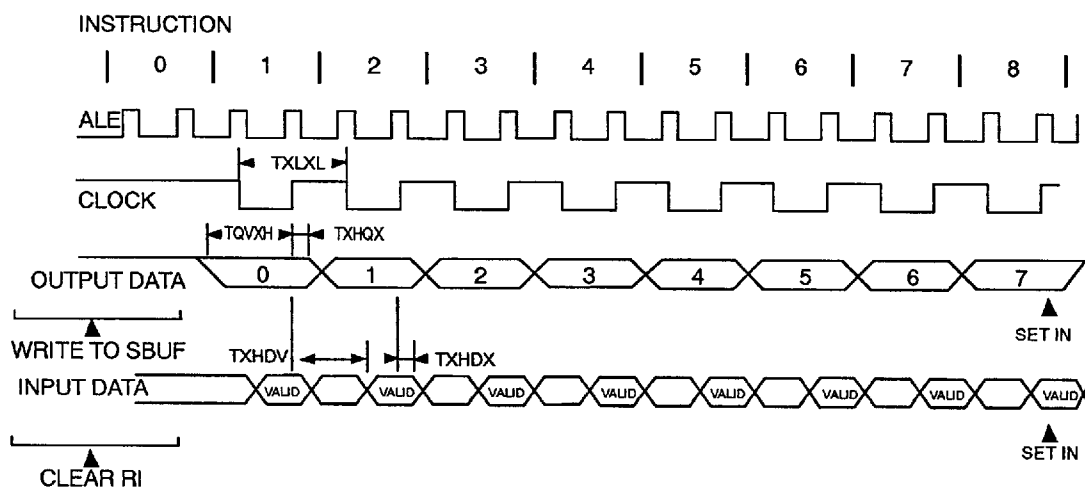 INSTRUCTION
0 1 2 3 4 5 6 7 8
ALE
TXLXL
CLOCK
TQVXH TXHQX
OUTPUT DATA 0 1 2 3 4 5 6 7
SET IN
WRITE TO SBUF
TXHDV TXHDX
INPUT DATA VALID VALID VALID VALID VALID VALID VALID VALID
SET IN
CLEAR RI